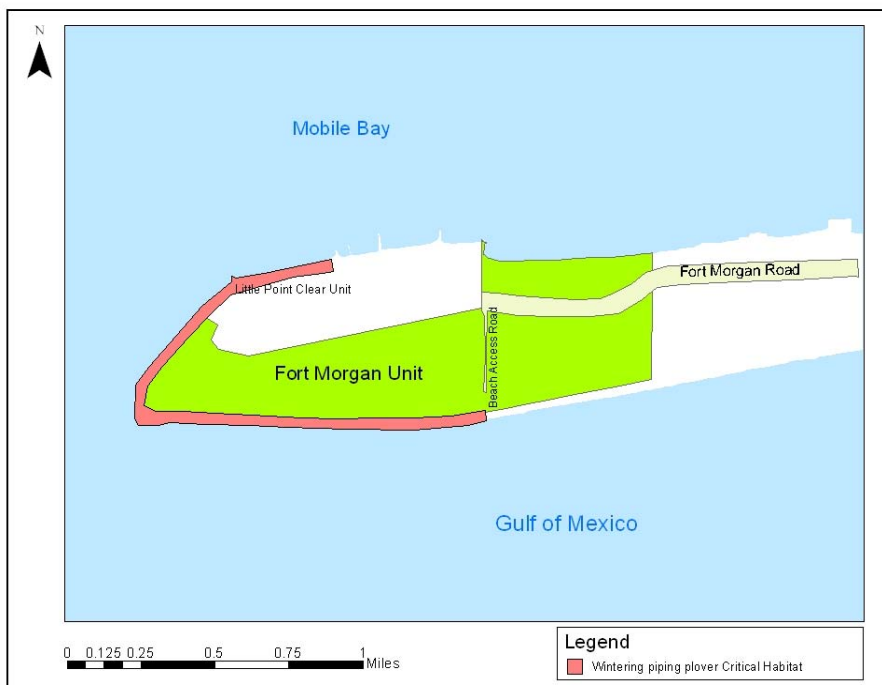 N
Mobile Bay
Fort Morgan Road
Little Point Clear Unit
Beach Access Road
Fort Morgan Unit
Gulf of Mexico
0 0.125 0.25 0.5 0.75 1
Miles
Legend
Wintering piping plover Critical Habitat